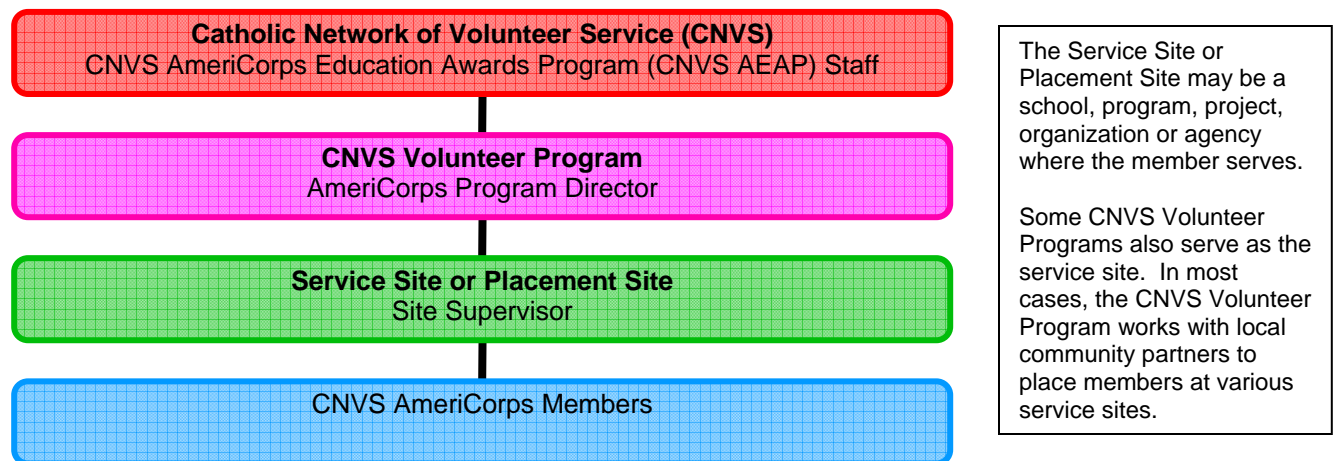 Catholic Network of Volunteer Service (CNVS)
CNVS AmeriCorps Education Awards Program (CNVS AEAP) Staff
CNVS Volunteer Program
AmeriCorps Program Director
Service Site or Placement Site
Site Supervisor
CNVS AmeriCorps Members
The Service Site or
Placement Site may be a
school, program, project,
organization or agency
where the member serves.
Some CNVS Volunteer
Programs also serve as the
service site.  In most
cases, the CNVS Volunteer
Program works with local
community partners to
place members at various
service sites.